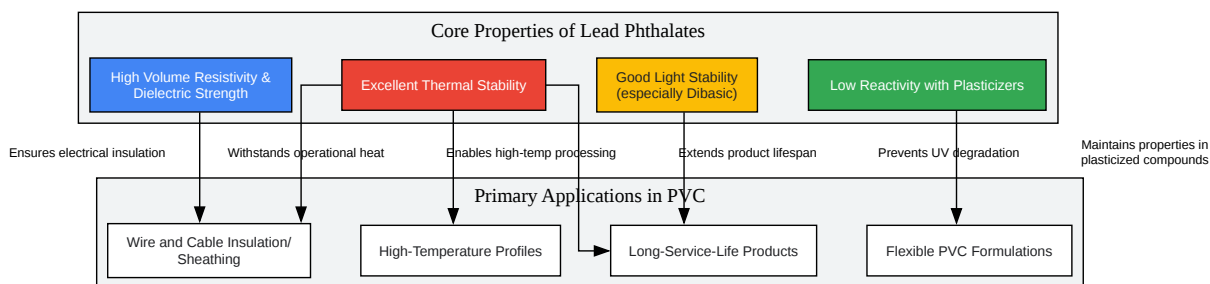 Core Properties of Lead Phthalates
High Volume Resistivity &
Dielectric Strength
Excellent Thermal Stability
Good Light Stability
(especially Dibasic)
Low Reactivity with Plasticizers
Ensures electrical insulation
Withstands operational heat
Enables high-temp processing
Extends product lifespan
Prevents UV degradation
Maintains properties in
plasticized compounds
Primary Applications in PVC
Wire and Cable Insulation/
Sheathing
High-Temperature Profiles
Long-Service-Life Products
Flexible PVC Formulations